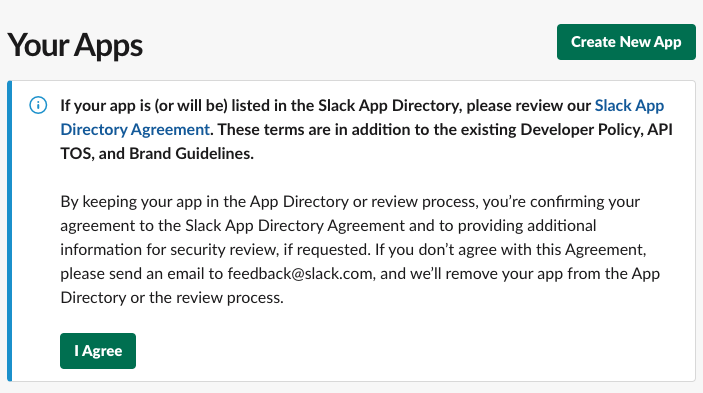 Your Apps
Create New App
If your app is (or will be) listed in the Slack App Directory, please review our Slack App
Directory Agreement. These terms are in addition to the existing Developer Policy, API
TOS, and Brand Guidelines.
By keeping your app in the App Directory or review process, you’re confirming your
agreement to the Slack App Directory Agreement and to providing additional
information for security review, if requested. If you don’t agree with this Agreement,
please send an email to feedback@slack.com, and we’ll remove your app from the App
Directory or the review process.
I Agree